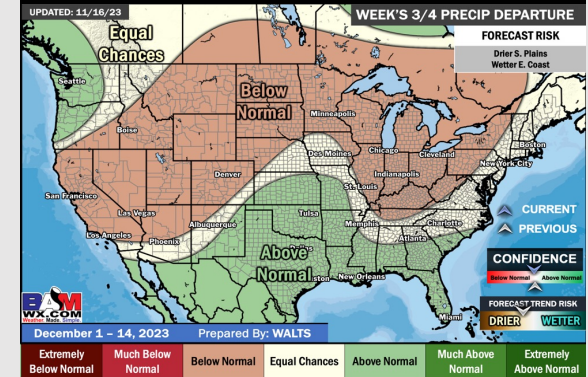 UPDATED: 11/16/23
WEEK'S 3/4 PRECIP DEPARTURE
FORECAST RISK
Drier S. Plains
Wetter E. Coast
Equal
Chances
Seattle
Below
Normal
Minneapolis
Boise
Boston
Des Moines
Chicago
Cleveland
New York City
Denver
Indianapolis
San Francisco
St. Louis
Las Vegas
Tulsa
CURRENT
Albuquerque
Memphis
Charlotte
PREVIOUS
Los Angeles
Phoenix
Atlanta
Above
Normal
CONFIDENCE
Below Normal
Above Normal
New Orleans
BAM
WX.COM
Weather. Made. Simple.
FORECAST TREND RISK
DRIER
WETTER
Miami
December 1 – 14, 2023
Prepared By: WALTS
Extremely
Below Normal
Much Below
Normal
Below Normal
Equal Chances
Above Normal
Much Above
Normal
Extremely
Above Normal